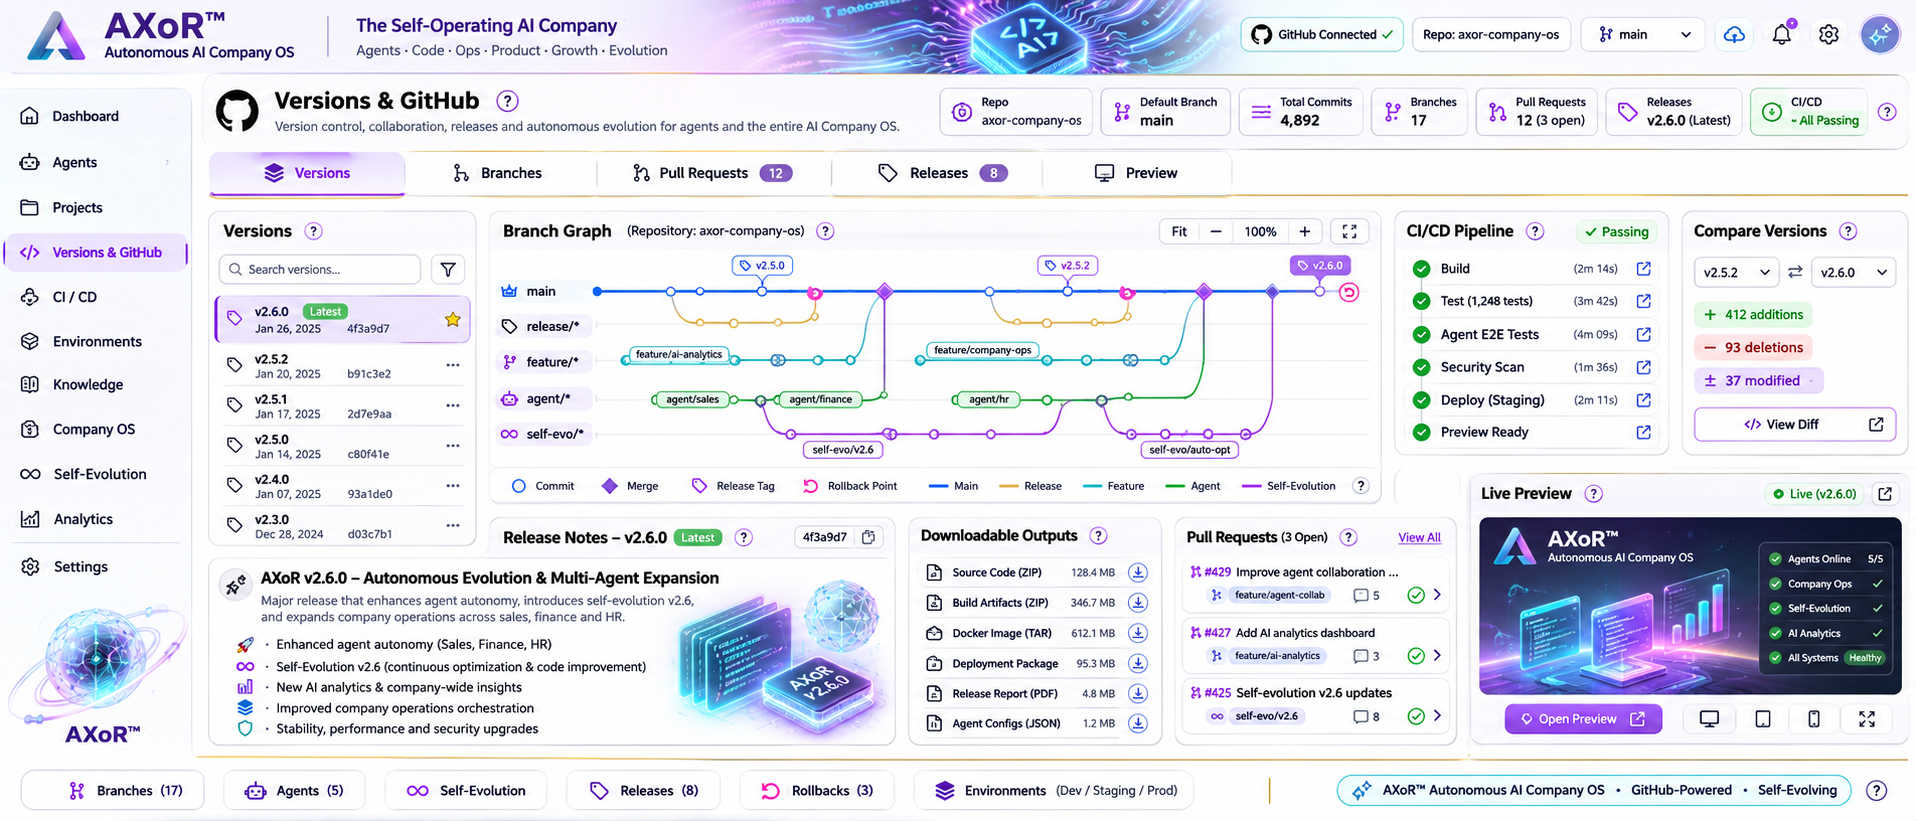 AXoR™
Autonomous AI Company OS
The Self-Operating AI Company
Agents · Code · Ops · Product · Growth · Evolution
</> AI
GitHub Connected
Repo: axor-company-os
main
Dashboard
Agents
Projects
Versions & GitHub
CI / CD
Environments
Knowledge
Company OS
Self-Evolution
Analytics
Settings
AXoR™
Versions & GitHub ?
Version control, collaboration, releases and autonomous evolution for agents and the entire AI Company OS.
Repo
axor-company-os
Default Branch
main
Total Commits
4,892
Branches
17
Pull Requests
12 (3 open)
Releases
v2.6.0 (Latest)
CI/CD
All Passing
?
Versions
Branches
Pull Requests 12
Releases 8
Preview
Versions ?
Search versions...
v2.6.0 Latest
Jan 26, 2025 4f3a9d7
v2.5.2
Jan 20, 2025 b91c3e2
v2.5.1
Jan 17, 2025 2d7e9aa
v2.5.0
Jan 14, 2025 c80f41e
v2.4.0
Jan 07, 2025 93a1de0
v2.3.0
Dec 28, 2024 d03c7b1
Branch Graph (Repository: axor-company-os) ?
Fit − 100% +
v2.5.0
v2.5.2
v2.6.0
main
release/*
feature/*
feature/ai-analytics
feature/company-ops
agent/*
agent/sales
agent/finance
agent/hr
self-evo/*
self-evo/v2.6
self-evo/auto-opt
Commit
Merge
Release Tag
Rollback Point
Main
Release
Feature
Agent
Self-Evolution
?
CI/CD Pipeline ? Passing
Build (2m 14s)
Test (1,248 tests) (3m 42s)
Agent E2E Tests (4m 09s)
Security Scan (1m 36s)
Deploy (Staging) (2m 11s)
Preview Ready
Compare Versions ?
v2.5.2
v2.6.0
+ 412 additions
− 93 deletions
± 37 modified
</> View Diff
Release Notes – v2.6.0 Latest ?
4f3a9d7
AXoR v2.6.0 – Autonomous Evolution & Multi-Agent Expansion
Major release that enhances agent autonomy, introduces self-evolution v2.6,
and expands company operations across sales, finance and HR.
· Enhanced agent autonomy (Sales, Finance, HR)
· Self-Evolution v2.6 (continuous optimization & code improvement)
· New AI analytics & company-wide insights
· Improved company operations orchestration
· Stability, performance and security upgrades
AXoR
v2.6.0
Downloadable Outputs ?
Source Code (ZIP) 128.4 MB
Build Artifacts (ZIP) 346.7 MB
Docker Image (TAR) 612.1 MB
Deployment Package 95.3 MB
Release Report (PDF) 4.8 MB
Agent Configs (JSON) 1.2 MB
Pull Requests (3 Open) ? View All
#429 Improve agent collaboration ...
feature/agent-collab 5
#427 Add AI analytics dashboard
feature/ai-analytics 3
#425 Self-evolution v2.6 updates
self-evo/v2.6 8
Live Preview ? Live (v2.6.0)
AXoR™
Autonomous AI Company OS
Agents Online 5/5
Company Ops
Self-Evolution
AI Analytics
All Systems Healthy
Open Preview
Branches (17)
Agents (5)
Self-Evolution
Releases (8)
Rollbacks (3)
Environments (Dev / Staging / Prod)
AXoR™ Autonomous AI Company OS • GitHub-Powered • Self-Evolving
?